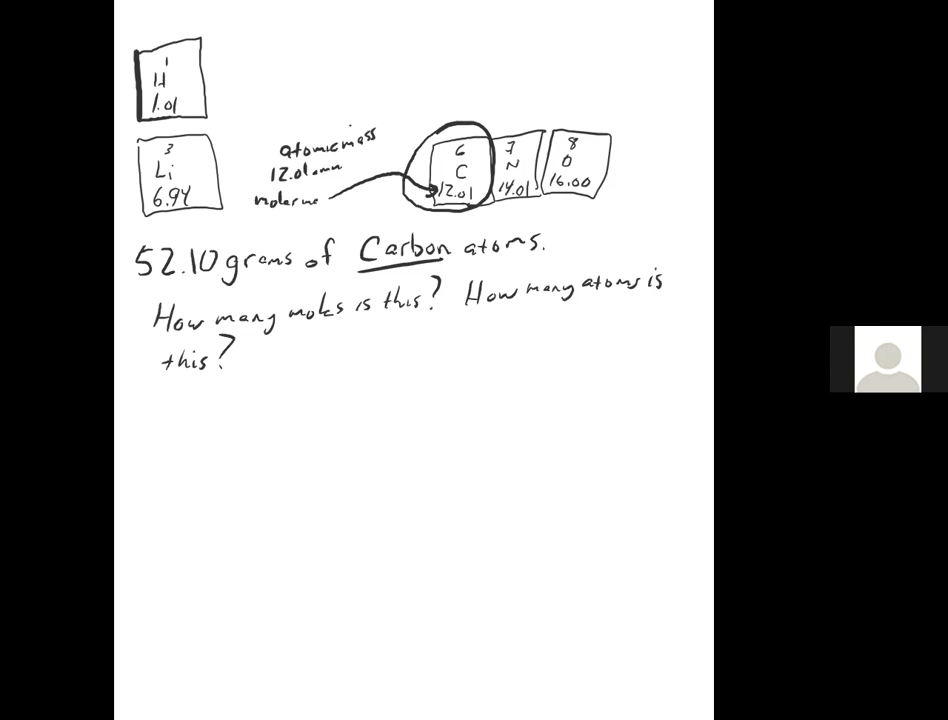 1
H
1.01
3
Li
6.94
atomic mass
12.01 amu
molar m
6
C
12.01
7
N
14.01
8
O
16.00
52.10 grams of Carbon atoms.
How many moles is this? How many atoms is
this?